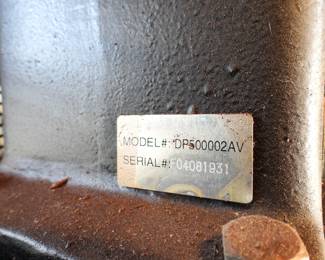 MODEL#: DP500002AV
SERIAL#: F04081931